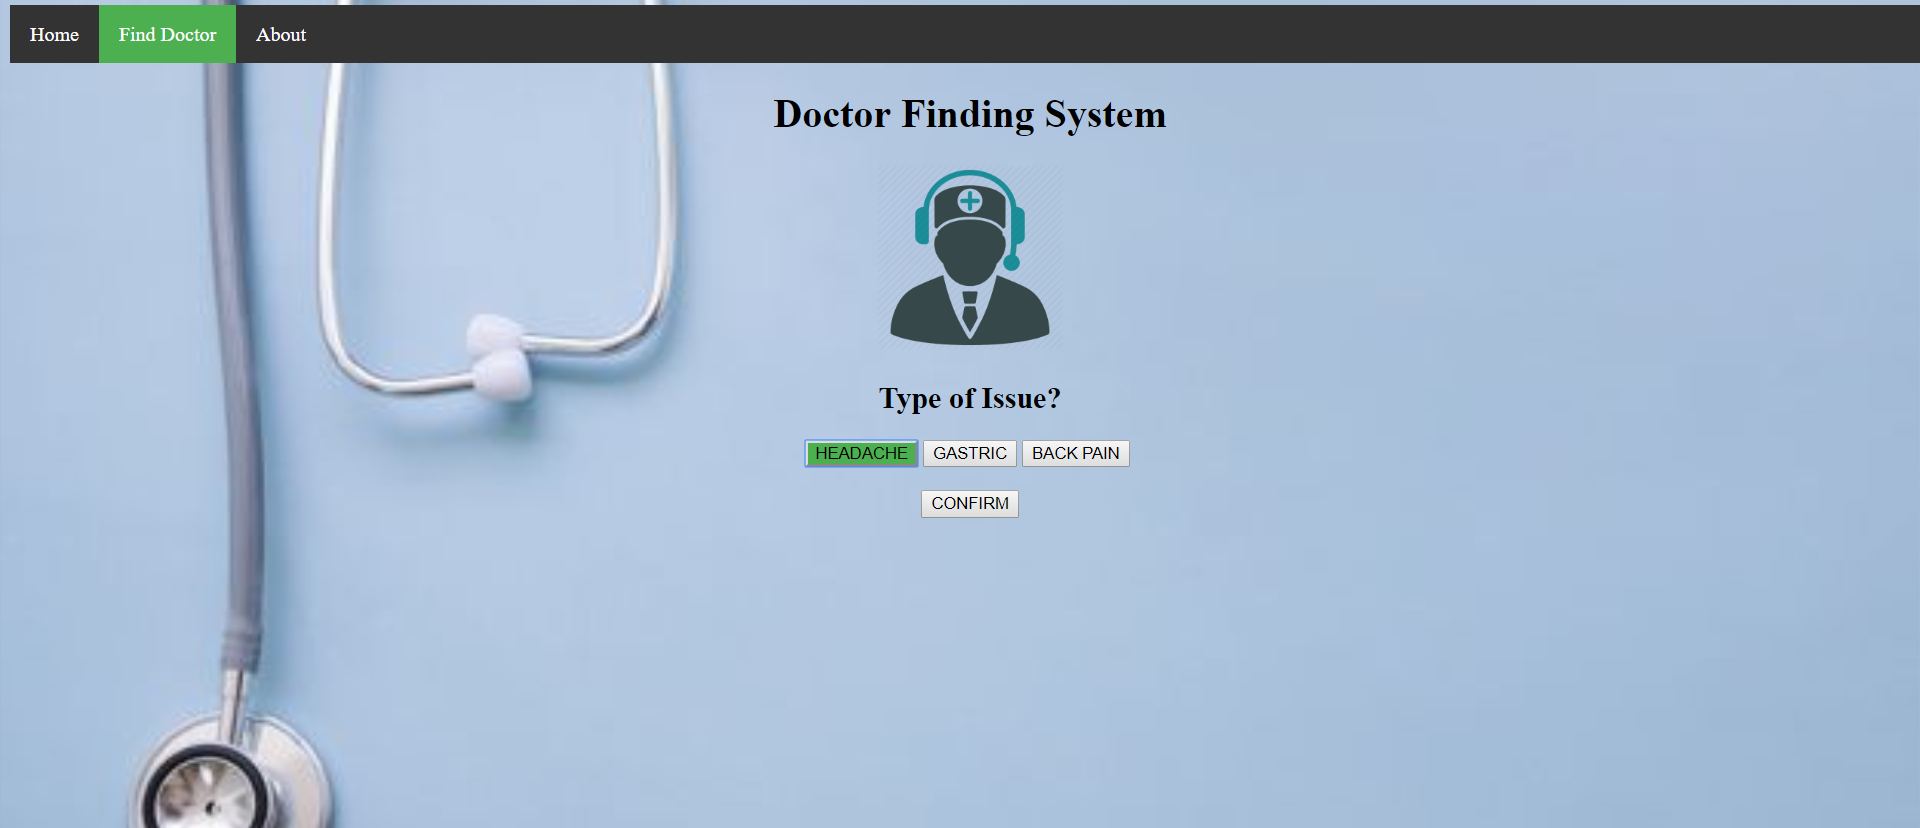 Home Find Doctor About
Doctor Finding System
Type of Issue?
HEADACHE GASTRIC BACK PAIN
CONFIRM